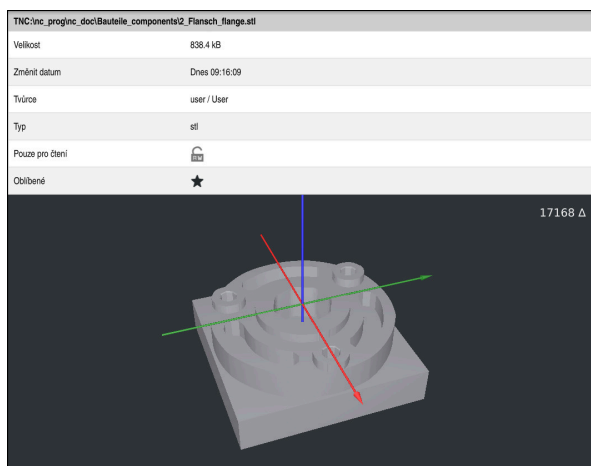 TNC:\nc_prog\nc_doc\Bauteile_components\2_Flansch_flange.stl
Velikost 838.4 kB
Změnit datum Dnes 09:16:09
Tvůrce user / User
Typ stl
Pouze pro čtení
Oblíbené
17168 Δ